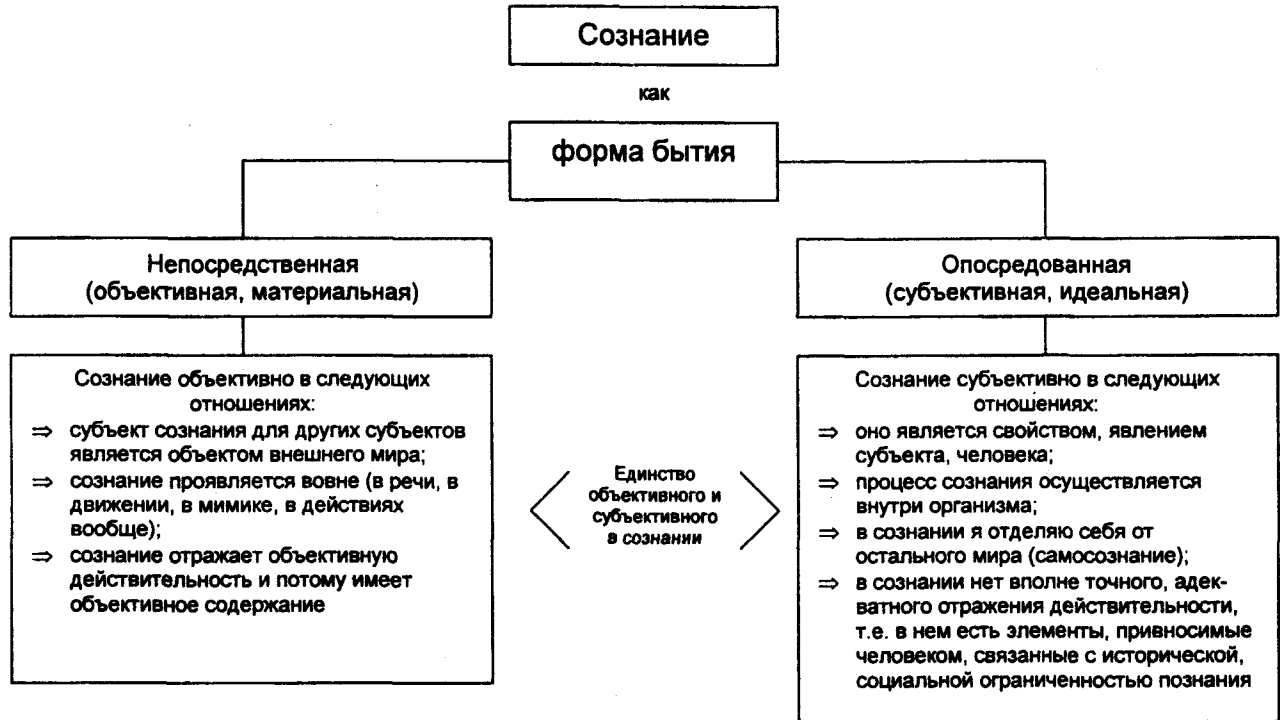 Сознание
как
форма бытия
Непосредственная
(объективная, материальная)
Опосредованная
(субъективная, идеальная)
Сознание объективно в следующих
отношениях:
⇒ субъект сознания для других субъектов
является объектом внешнего мира;
⇒ сознание проявляется вовне (в речи, в
движении, в мимике, в действиях
вообще);
⇒ сознание отражает объективную
действительность и потому имеет
объективное содержание
Единство
объективного и
субъективного
в сознании
Сознание субъективно в следующих
отношениях:
⇒ оно является свойством, явлением
субъекта, человека;
⇒ процесс сознания осуществляется
внутри организма;
⇒ в сознании я отделяю себя от
остального мира (самосознание);
⇒ в сознании нет вполне точного, адек-
ватного отражения действительности,
т.е. в нем есть элементы, привносимые
человеком, связанные с исторической,
социальной ограниченностью познания